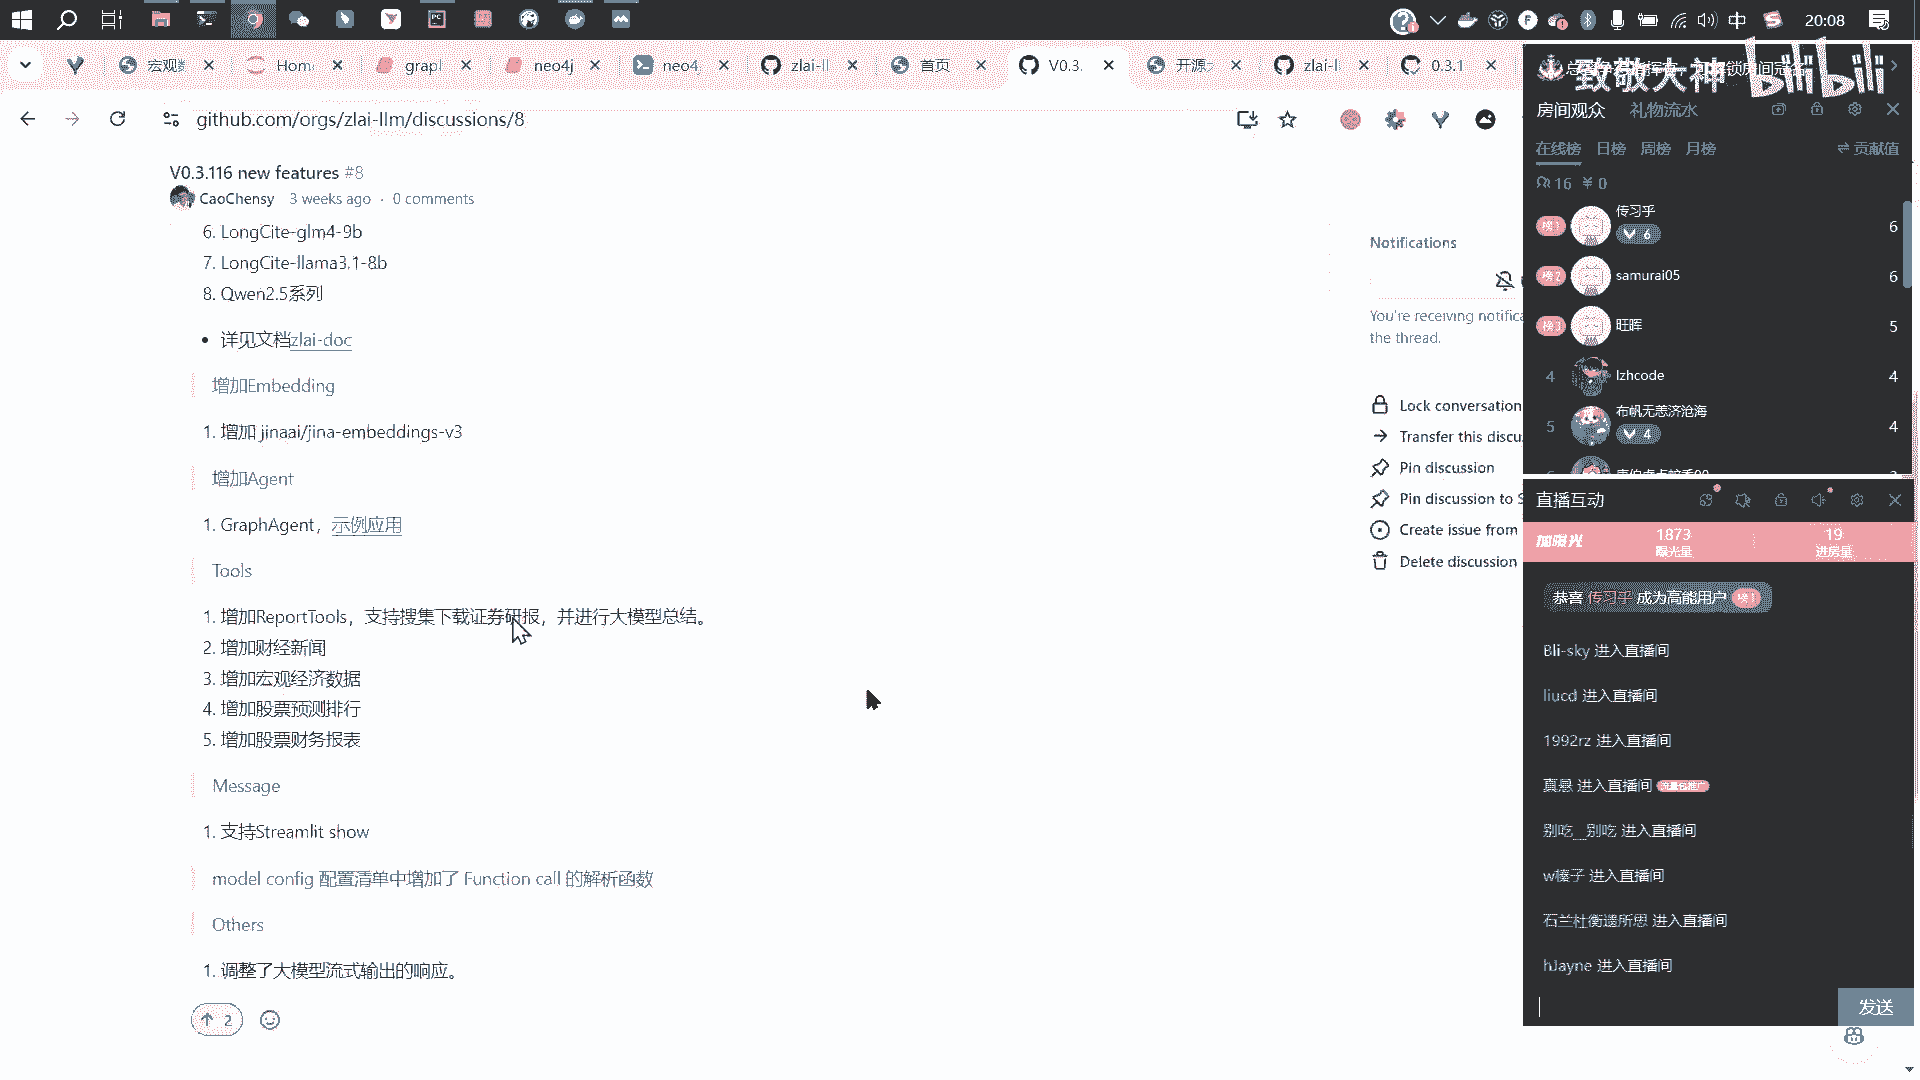 中
20:08
宏观数
Hom
grapl
neo4j
neo4
zlai-ll
首页
V0.3.
开源大
zlai-l
0.3.1
github.com/orgs/zlai-llm/discussions/8
V0.3.116 new features #8
CaoChensy 3 weeks ago · 0 comments
6. LongCite-glm4-9b
7. LongCite-llama3.1-8b
8. Qwen2.5系列
详见文档zlai-doc
增加Embedding
1. 增加 jinaai/jina-embeddings-v3
增加Agent
1. GraphAgent，示例应用
Tools
1. 增加ReportTools，支持搜集下载证券研报，并进行大模型总结。
2. 增加财经新闻
3. 增加宏观经济数据
4. 增加股票预测排行
5. 增加股票财务报表
Message
1. 支持Streamlit show
model config 配置清单中增加了 Function call 的解析函数
Others
1. 调整了大模型流式输出的响应。
2
Notifications
You're receiving notifica
the thread.
Lock conversation
Transfer this discu
Pin discussion
Pin discussion to S
Create issue from
Delete discussion
致敬大神 bilibili
房间观众 礼物流水
在线榜 日榜 周榜 月榜 贡献值
16 ¥ 0
榜1 传习乎 6
6
榜2 samurai05 6
榜3 旺晖 5
4 lzhcode 4
5 布帆无恙济沧海 4
4
直播互动
加曝光 1873 曝光量 19 进房量
恭喜 传习乎 成为高能用户 榜1
Bli-sky 进入直播间
liucd 进入直播间
1992rz 进入直播间
真悬 进入直播间 流量包推广
别吃__别吃 进入直播间
w榛子 进入直播间
石兰杜衡遗所思 进入直播间
hJayne 进入直播间
发送